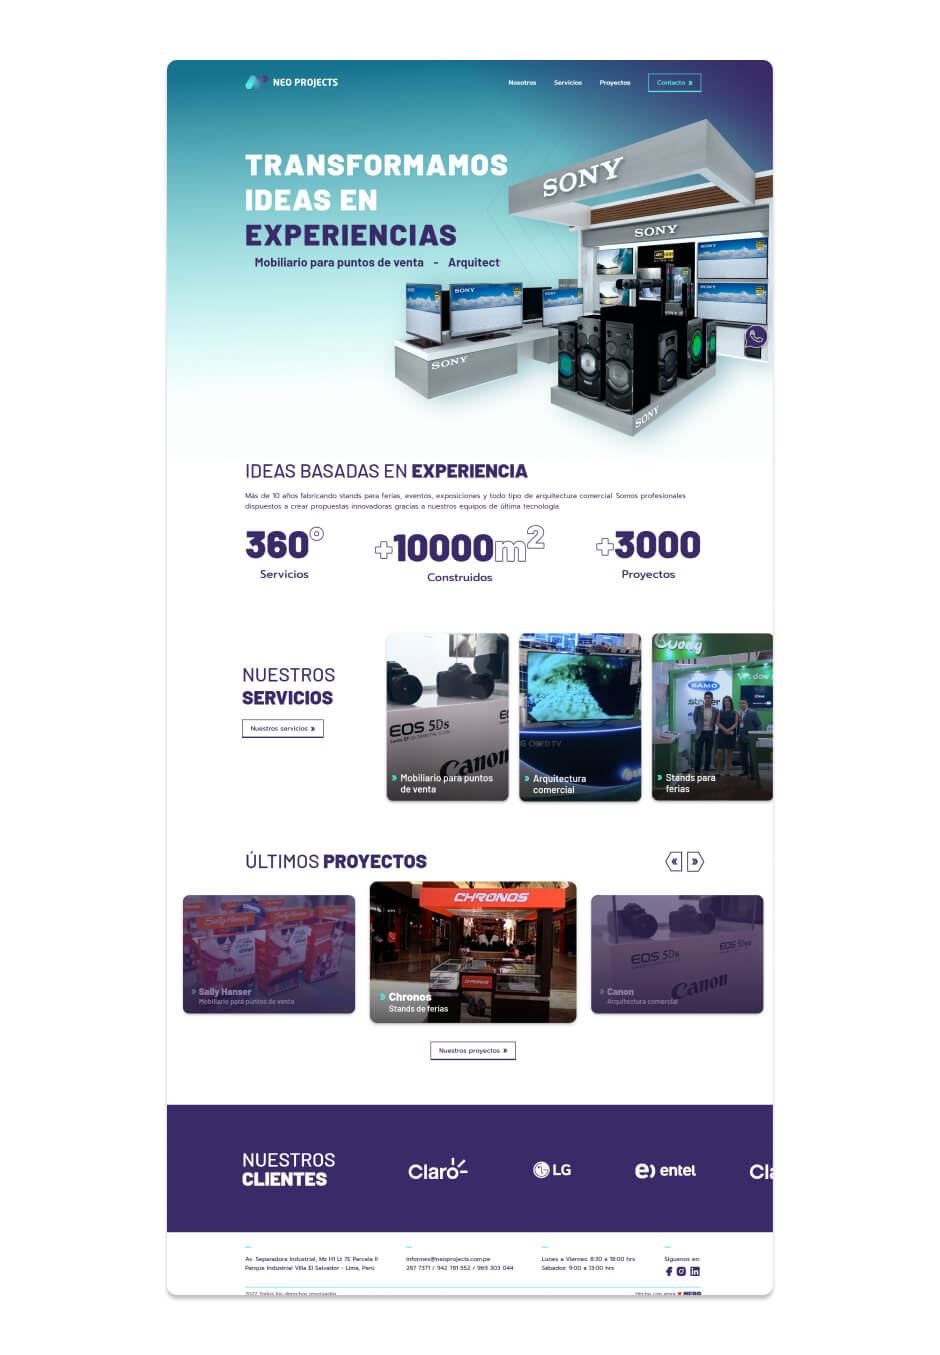 NEO PROJECTS
Nosotros
Servicios
Proyectos
Contacto »
TRANSFORMAMOS
IDEAS EN
EXPERIENCIAS
Mobiliario para puntos de venta - Arquitect
SONY
SONY
SONY
SONY
SONY
IDEAS BASADAS EN EXPERIENCIA
Más de 10 años fabricando stands para ferias, eventos, exposiciones y todo tipo de arquitectura comercial. Somos profesionales
dispuestos a crear propuestas innovadoras gracias a nuestros equipos de última tecnología.
360°
Servicios
+10000m2
Construidos
+3000
Proyectos
NUESTROS
SERVICIOS
Nuestros servicios »
EOS 5Ds
Canon
Mobiliario para puntos
de venta
OLED TV
Arquitectura
comercial
SAMO
Stands para
ferias
ÚLTIMOS PROYECTOS
« »
Sally Hanser
Mobiliario para puntos de venta
CHRONOS
CHRONOS
Chronos
Stands de ferias
EOS 5Ds
Canon
Canon
Arquitectura comercial
Nuestros proyectos »
NUESTROS
CLIENTES
Claro
LG
entel
Cla
Av. Separadora Industrial, Mz H1 Lt 7E Parcela II
Parque Industrial Villa El Salvador - Lima, Perú
informes@neoprojects.com.pe
287 7371 / 942 781 552 / 969 303 044
Lunes a Viernes: 8:30 a 18:00 hrs
Sábados: 9:00 a 13:00 hrs
Síguenos en:
2022 Todos los derechos reservados
Hecho con amor